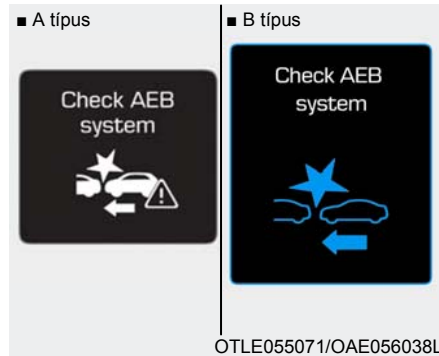 ■ A típus
■ B típus
Check AEB
system
Check AEB
system
OTLE055071/OAE056038L